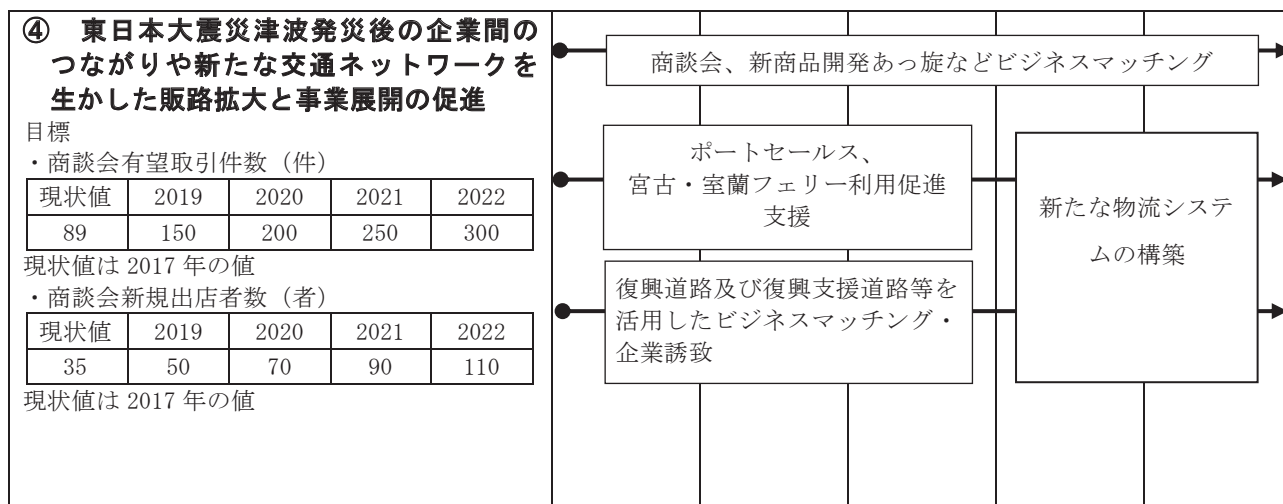 ④ 東日本大震災津波発災後の企業間の
つながりや新たな交通ネットワークを
生かした販路拡大と事業展開の促進
目標
・商談会有望取引件数（件）
現状値 2019 2020 2021 2022
89 150 200 250 300
現状値は 2017 年の値
・商談会新規出店者数（者）
現状値 2019 2020 2021 2022
35 50 70 90 110
現状値は 2017 年の値
商談会、新商品開発あっ旋などビジネスマッチング
ポートセールス、
宮古・室蘭フェリー利用促進
支援
復興道路及び復興支援道路等を
活用したビジネスマッチング・
企業誘致
新たな物流システ
ムの構築